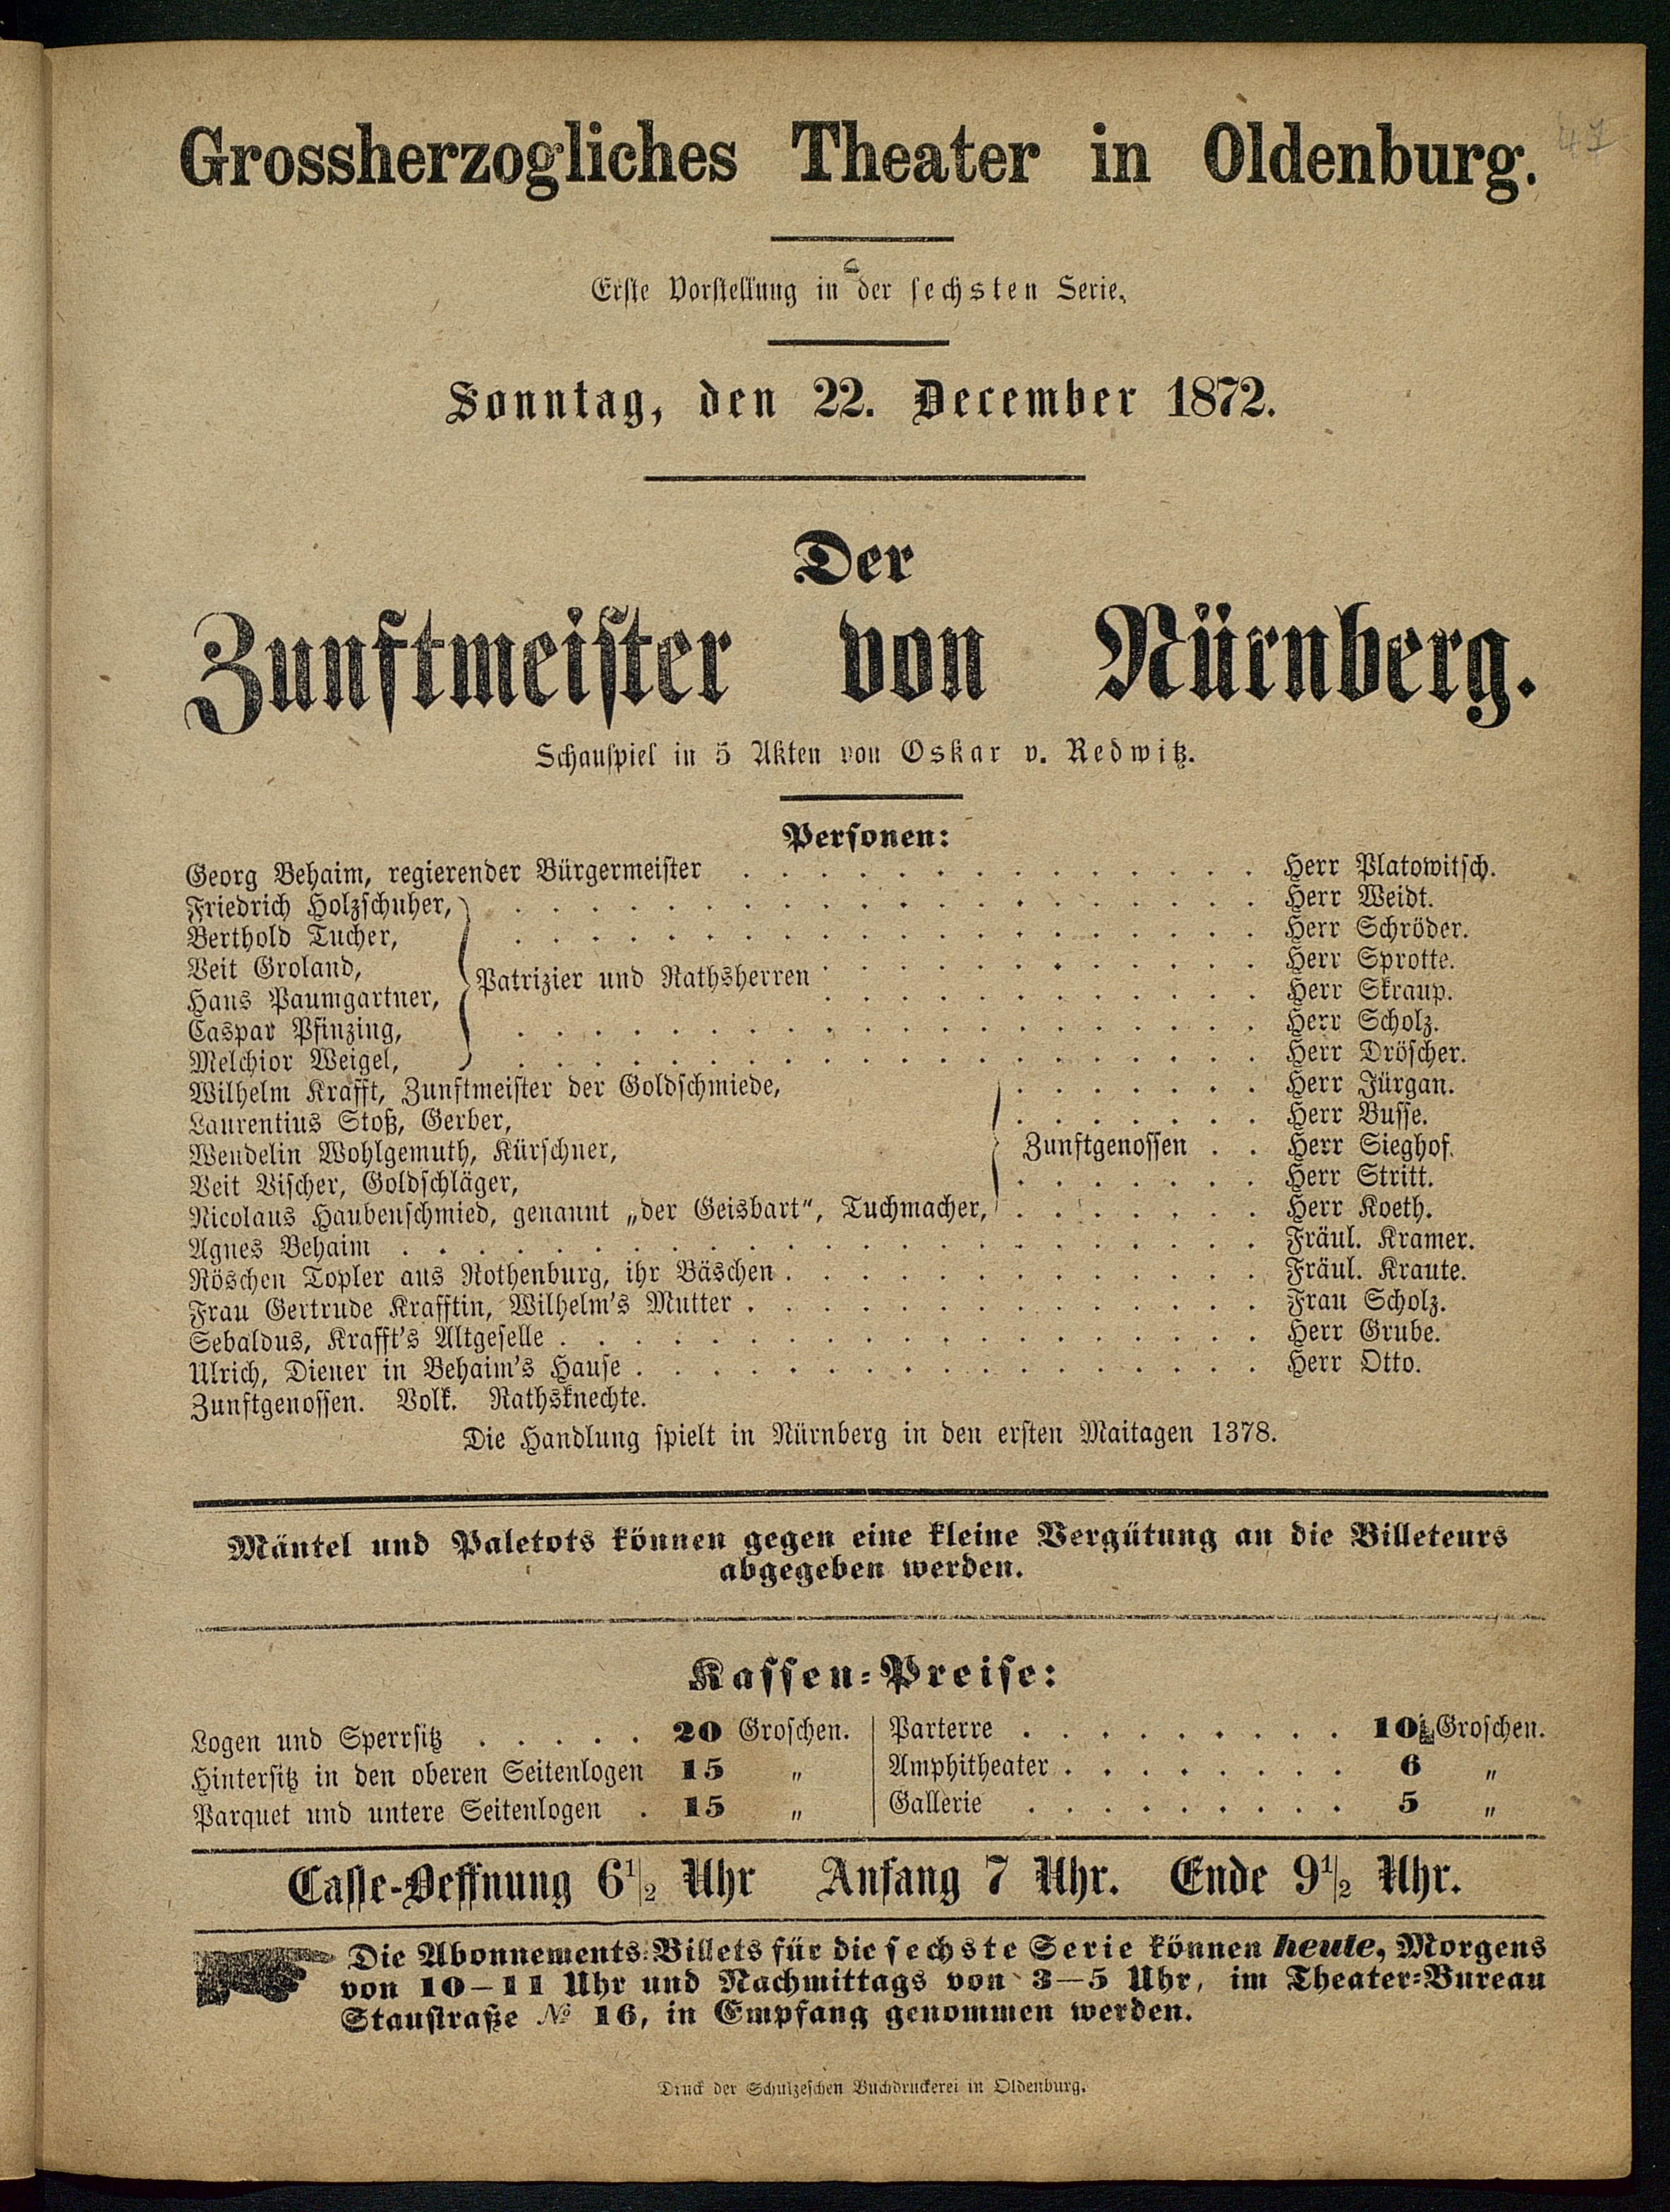 47
Grossherzogliches Theater in Oldenburg.
Erste Vorstellung in der sechsten Serie.
Sonntag, den 22. December 1872.
Der
Zunftmeister von Nürnberg.
Schauspiel in 5 Akten von Oskar v. Redwitz.
Personen:
Georg Behaim, regierender Bürgermeister . . . . . . . . . . . . . . Herr Platowitsch.
Friedrich Holzschuher, . . . . . . . . . . . . . . . . . . . . Herr Weidt.
Berthold Tucher, . . . . . . . . . . . . . . . . . . . . Herr Schröder.
Veit Groland, . . . . . . . . . . . . Herr Sprotte.
Patrizier und Rathsherren
Hans Paumgartner, . . . . . . . . . . . . Herr Skraup.
Caspar Pfinzing, . . . . . . . . . . . . . . . . . . . . Herr Scholz.
Melchior Weigel, . . . . . . . . . . . . . . . . . . . . Herr Dröscher.
Wilhelm Krafft, Zunftmeister der Goldschmiede, . . . . . . . Herr Jürgan.
Laurentius Stoß, Gerber, . . . . . . . Herr Busse.
Wendelin Wohlgemuth, Kürschner, Zunftgenossen . . Herr Sieghof.
Veit Vischer, Goldschläger, . . . . . . . Herr Stritt.
Nicolaus Haubenschmied, genannt „der Geisbart“, Tuchmacher, . . . . . . . Herr Koeth.
Agnes Behaim . . . . . . . . . . . . . . . . . . . . . . . Fräul. Kramer.
Röschen Topler aus Rothenburg, ihr Bäschen . . . . . . . . . . . . . Fräul. Kraute.
Frau Gertrude Krafftin, Wilhelm's Mutter . . . . . . . . . . . . . . Frau Scholz.
Sebaldus, Krafft's Altgeselle . . . . . . . . . . . . . . . . . . . Herr Grube.
Ulrich, Diener in Behaim's Hause . . . . . . . . . . . . . . . . . Herr Otto.
Zunftgenossen. Volk. Rathsknechte.
Die Handlung spielt in Nürnberg in den ersten Maitagen 1378.
Mäntel und Paletots können gegen eine kleine Vergütung an die Billeteurs
abgegeben werden.
Kassen-Preise:
Logen und Sperrsitz . . . . . 20 Groschen.
Hintersitz in den oberen Seitenlogen 15 „
Parquet und untere Seitenlogen . 15 „
Parterre . . . . . . . . . 10 Groschen.
Amphitheater . . . . . . . . 6 „
Gallerie . . . . . . . . . 5 „
Casse-Oeffnung 6½ Uhr Anfang 7 Uhr. Ende 9½ Uhr.
Die Abonnements-Billets für die sechste Serie können heute, Morgens
von 10—11 Uhr und Nachmittags von 3—5 Uhr, im Theater-Bureau
Staustraße № 16, in Empfang genommen werden.
Druck der Schulzeschen Buchdruckerei in Oldenburg.